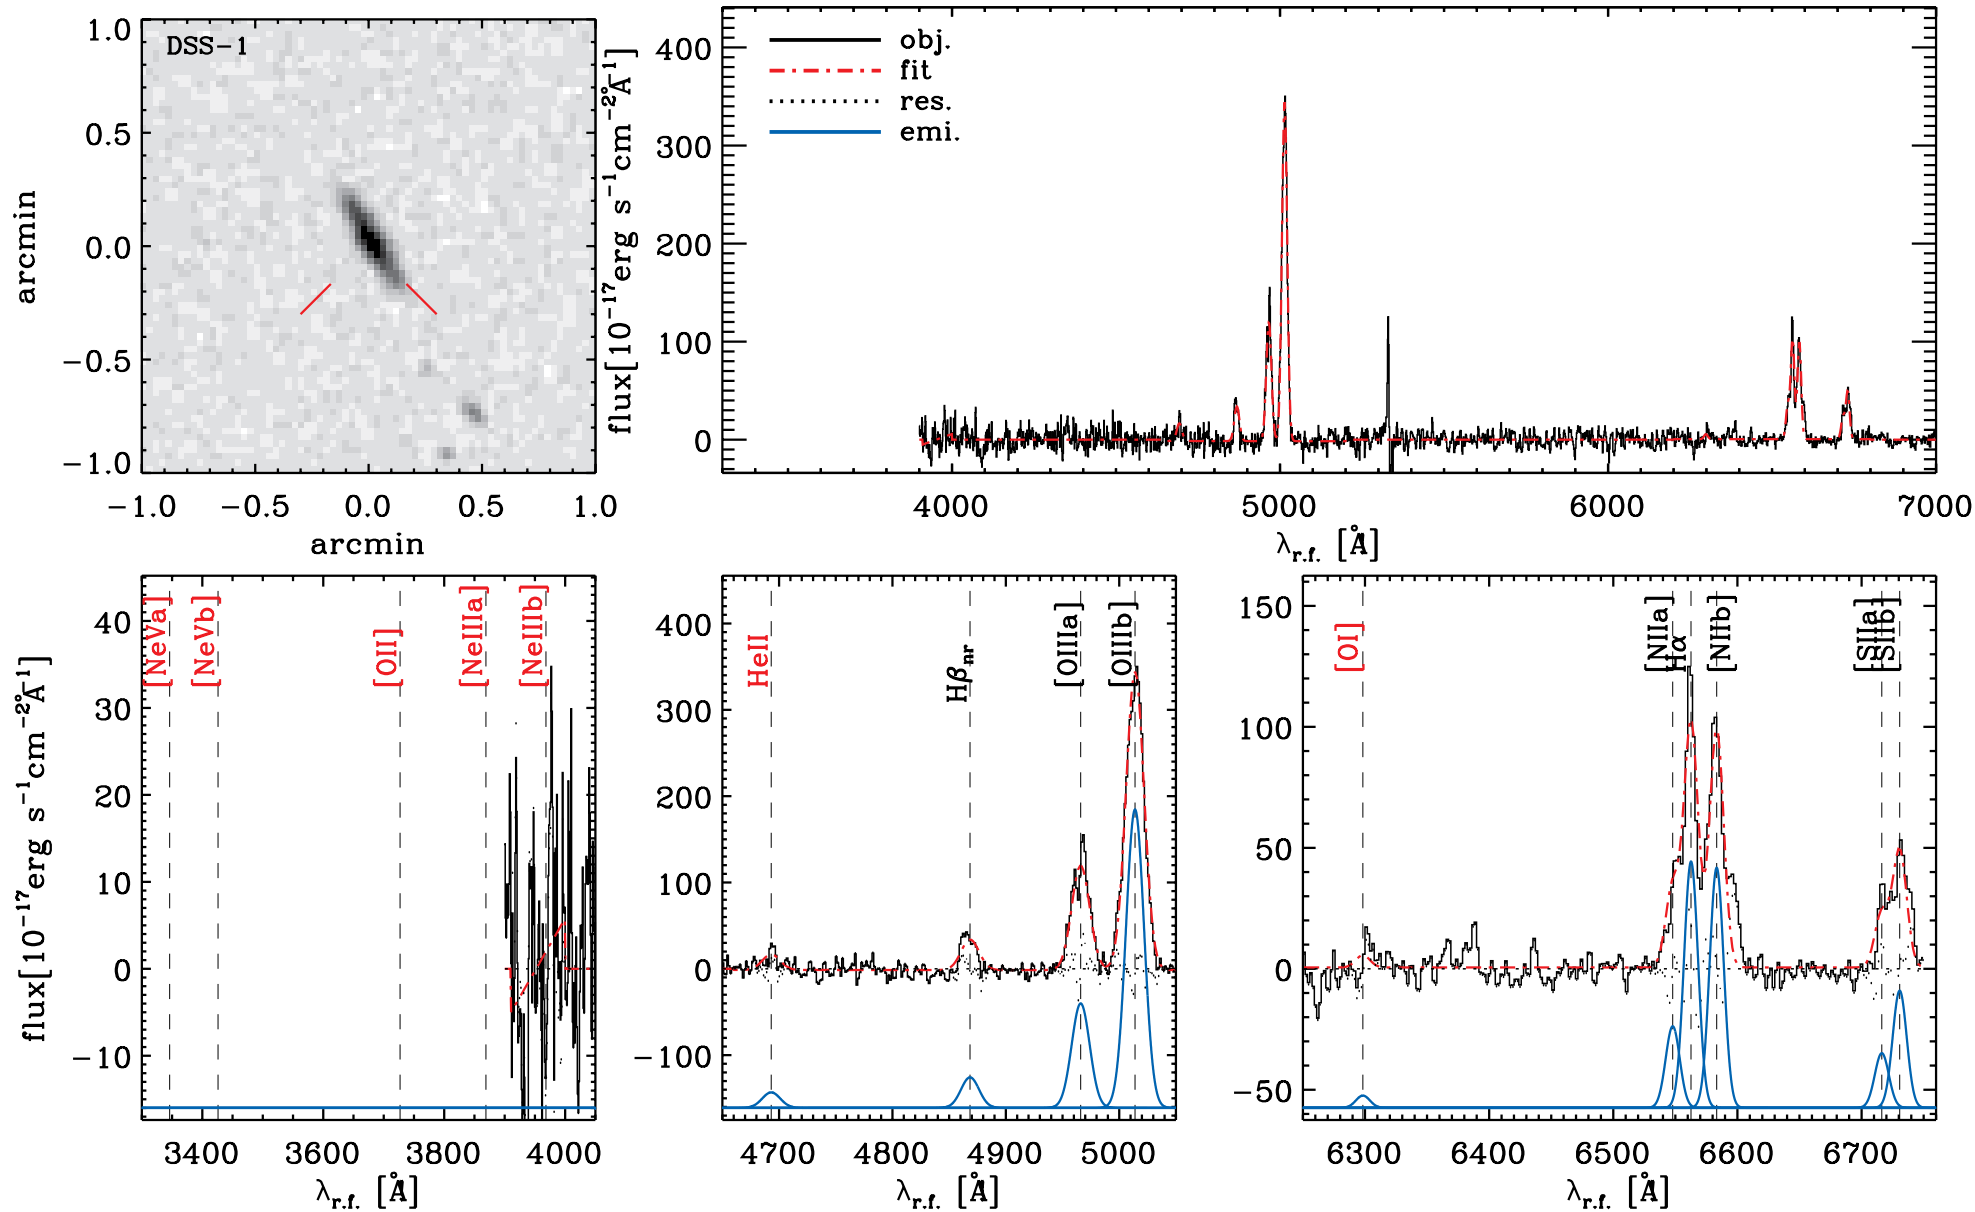 DSS-1
1.0
0.5
0.0
-0.5
-1.0
-1.0 -0.5 0.0 0.5 1.0
arcmin
arcmin
obj.
fit
res.
emi.
400
300
200
100
0
flux[10⁻¹⁷erg s⁻¹cm⁻²Å⁻¹]
4000 5000 6000 7000
λr.f. [Å]
[NeVa] [NeVb] [OII] [NeIIIa] [NeIIIb]
40
30
20
10
0
-10
flux[10⁻¹⁷erg s⁻¹cm⁻²Å⁻¹]
3400 3600 3800 4000
λr.f. [Å]
HeII Hβnr [OIIIa] [OIIIb]
400
300
200
100
0
-100
4700 4800 4900 5000
λr.f. [Å]
[OI] [NIIa] Hα [NIIb] [SIIa] [SIIb]
150
100
50
0
-50
6300 6400 6500 6600 6700
λr.f. [Å]